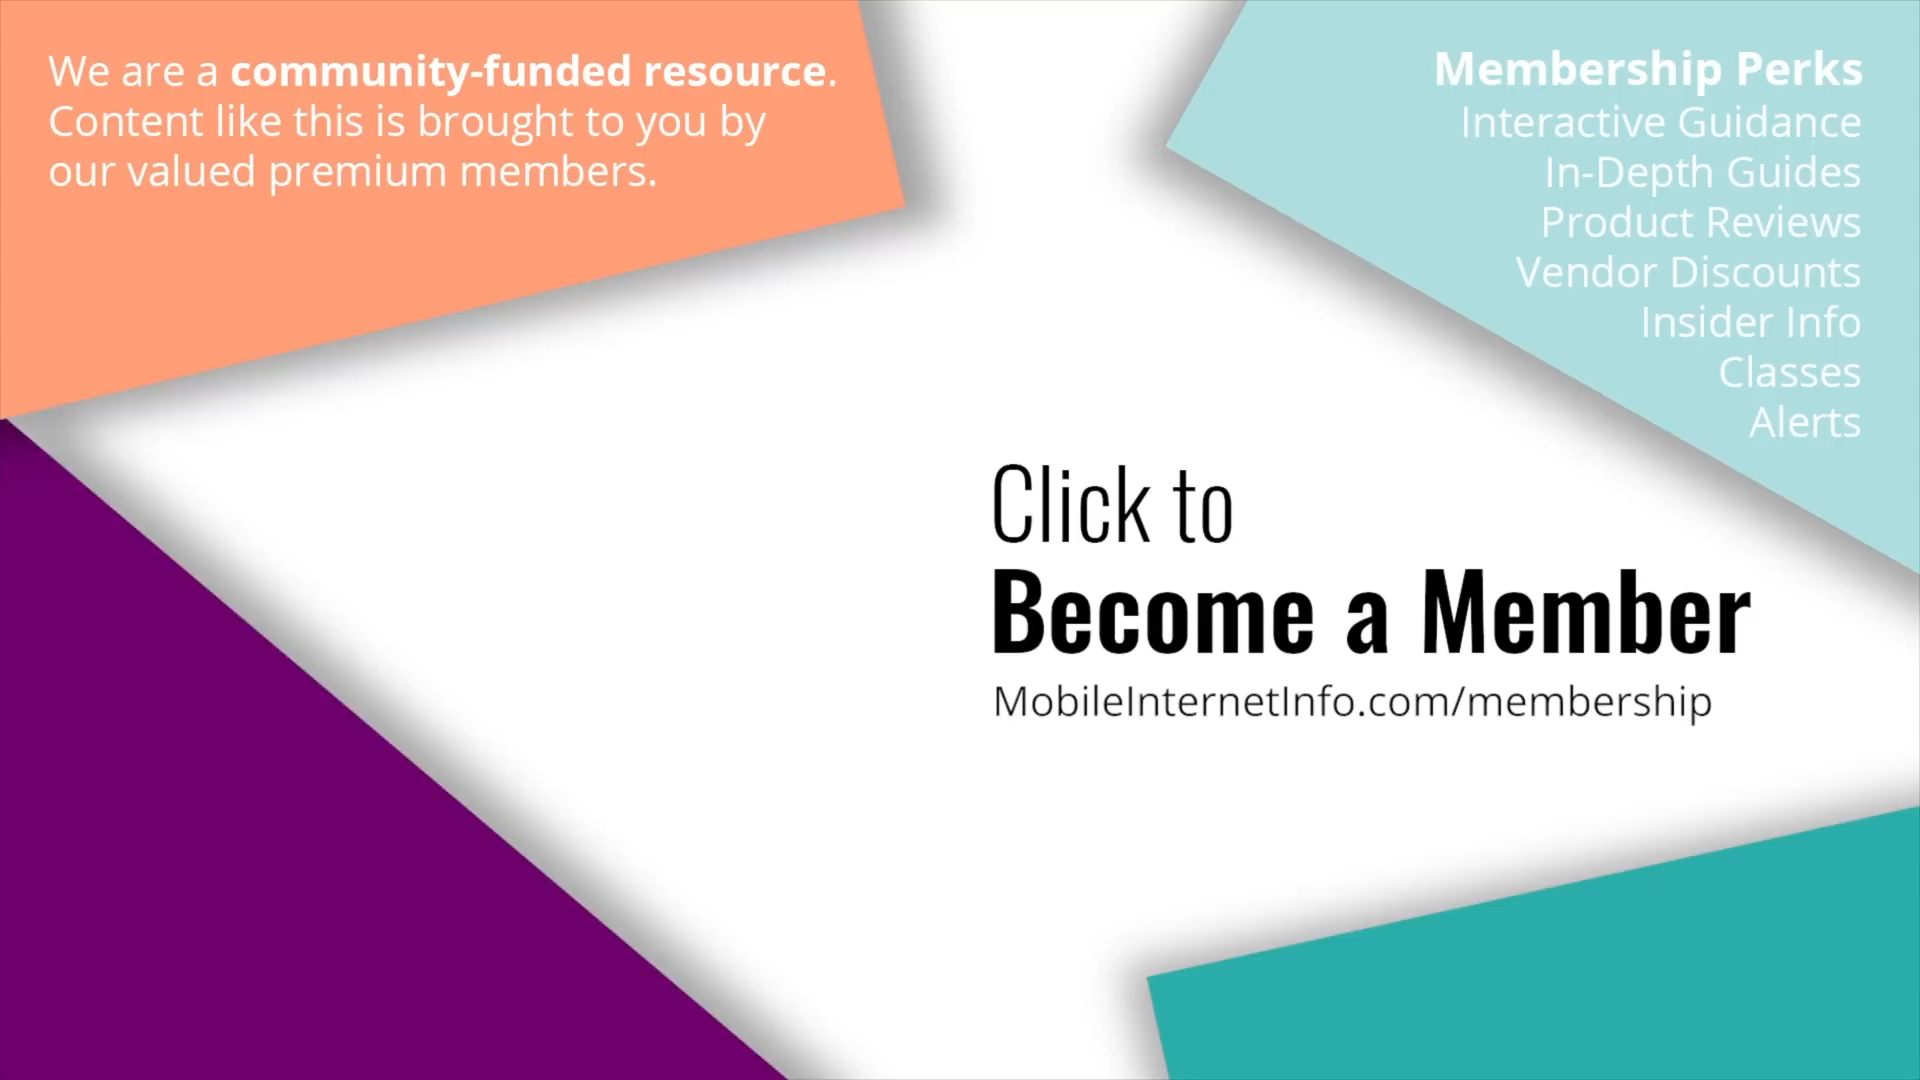 We are a community-funded resource.
Content like this is brought to you by
our valued premium members.
Membership Perks
Interactive Guidance
In-Depth Guides
Product Reviews
Vendor Discounts
Insider Info
Classes
Alerts
Click to
Become a Member
MobileInternetInfo.com/membership